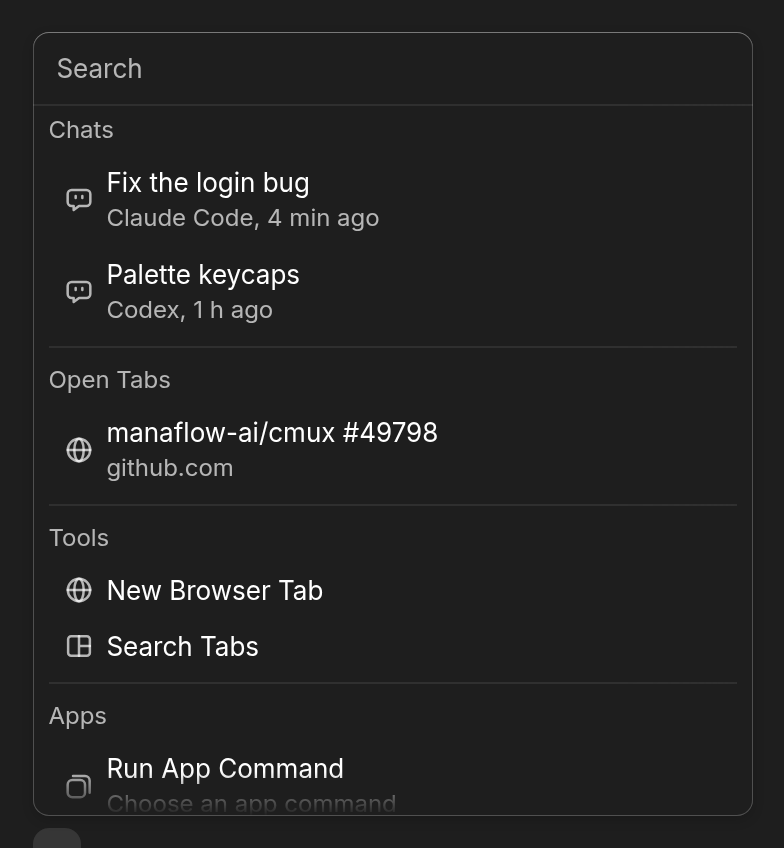 Search
Chats
Fix the login bug
Claude Code, 4 min ago
Palette keycaps
Codex, 1 h ago
Open Tabs
manaflow-ai/cmux #49798
github.com
Tools
New Browser Tab
Search Tabs
Apps
Run App Command
Choose an app command